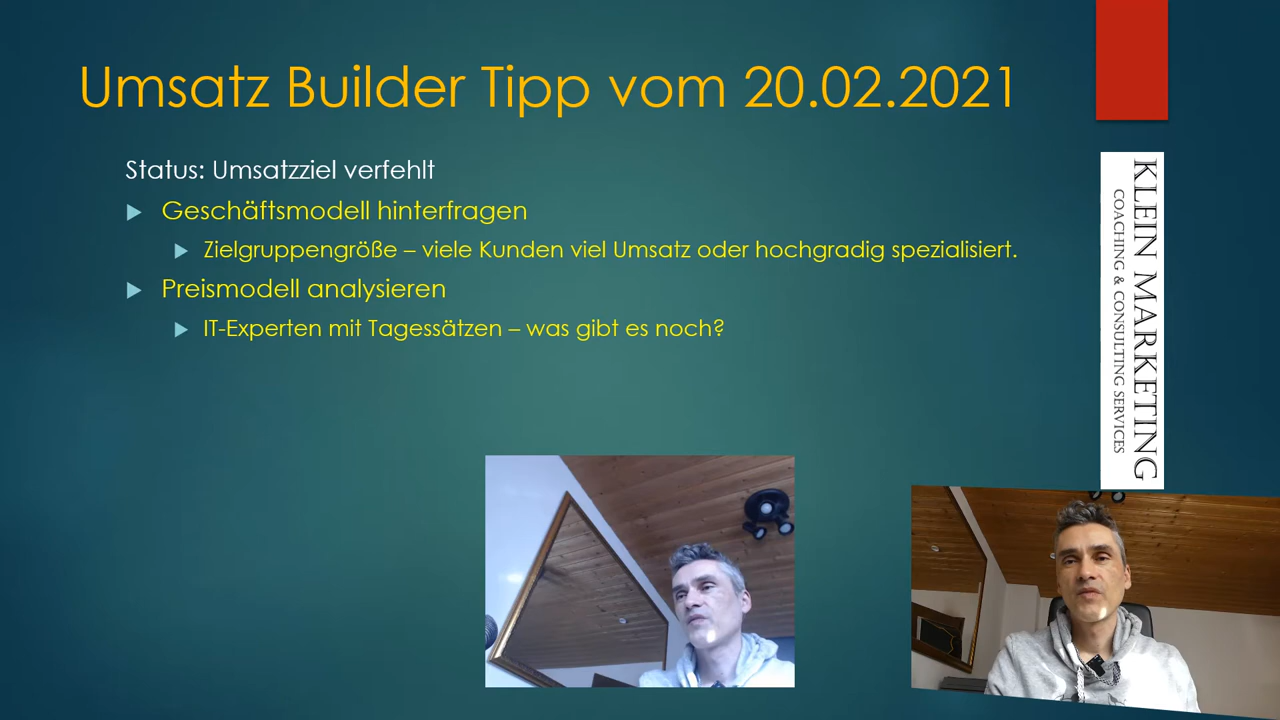 Umsatz Builder Tipp vom 20.02.2021
Status: Umsatzziel verfehlt
Geschäftsmodell hinterfragen
Zielgruppengröße – viele Kunden viel Umsatz oder hochgradig spezialisiert.
Preismodell analysieren
IT-Experten mit Tagessätzen – was gibt es noch?
KLEIN MARKETING
COACHING & CONSULTING SERVICES